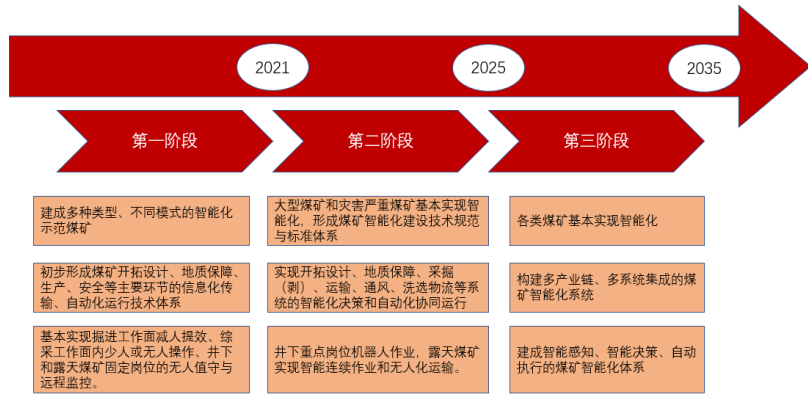 2021
2025
2035
第一阶段
第二阶段
第三阶段
建成多种类型、不同模式的智能化
示范煤矿
大型煤矿和灾害严重煤矿基本实现智
能化，形成煤矿智能化建设技术规范
与标准体系
各类煤矿基本实现智能化
初步形成煤矿开拓设计、地质保障、
生产、安全等主要环节的信息化传
输、自动化运行技术体系
实现开拓设计、地质保障、采掘
（剥）、运输、通风、洗选物流等系
统的智能化决策和自动化协同运行
构建多产业链、多系统集成的煤
矿智能化系统
基本实现掘进工作面减人提效、综
采工作面内少人或无人操作、井下
和露天煤矿固定岗位的无人值守与
远程监控。
井下重点岗位机器人作业，露天煤矿
实现智能连续作业和无人化运输。
建成智能感知、智能决策、自动
执行的煤矿智能化体系